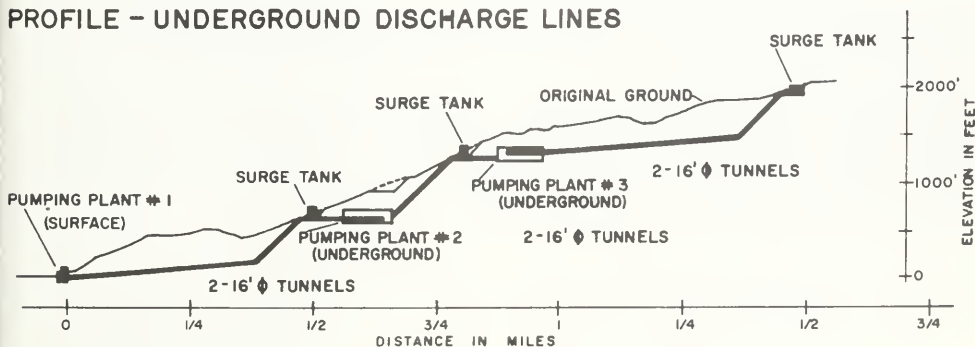 PROFILE - UNDERGROUND DISCHARGE LINES
SURGE TANK
2000'
ORIGINAL GROUND
SURGE TANK
2-16' ϕ TUNNELS
SURGE TANK
PUMPING PLANT #3
(UNDERGROUND)
1000'
PUMPING PLANT #1
(SURFACE)
PUMPING PLANT #2
(UNDERGROUND)
2-16' ϕ TUNNELS
2-16' ϕ TUNNELS
0
ELEVATION IN FEET
0 1/4 1/2 3/4 1 1/4 1/2 3/4
DISTANCE IN MILES